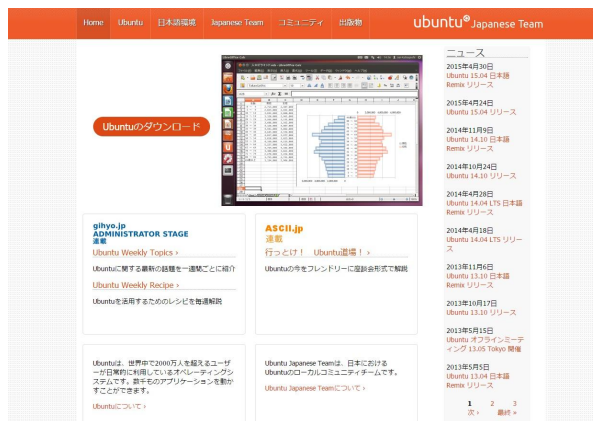 Home Ubuntu 日本語環境 Japanese Team コミュニティ 出版物
ubuntu® Japanese Team
Ubuntuのダウンロード
gihyo.jp
ADMINISTRATOR STAGE
連載
Ubuntu Weekly Topics ›
Ubuntuに関する最新の話題を一週間ごとに紹介
Ubuntu Weekly Recipe ›
Ubuntuを活用するためのレシピを毎週解説
ASCII.jp
連載
行っとけ! Ubuntu道場! ›
Ubuntuの今をフレンドリーに座談会形式で解説
Ubuntuは、世界中で2000万人を超えるユーザ
ーが日常的に利用しているオペレーティングシ
ステムです。数千ものアプリケーションを動か
すことができます。
Ubuntuについて ›
Ubuntu Japanese Teamは、日本における
Ubuntuのローカルコミュニティチームです。
Ubuntu Japanese Teamについて ›
ニュース
2015年4月30日
Ubuntu 15.04 日本語
Remix リリース
2015年4月24日
Ubuntu 15.04 リリース
2014年11月9日
Ubuntu 14.10 日本語
Remix リリース
2014年10月24日
Ubuntu 14.10 リリース
2014年4月28日
Ubuntu 14.04 LTS 日本語
Remix リリース
2014年4月18日
Ubuntu 14.04 LTS リリー
ス
2013年11月6日
Ubuntu 13.10 日本語
Remix リリース
2013年10月17日
Ubuntu 13.10 リリース
2013年5月15日
Ubuntu オフラインミーテ
ィング 13.05 Tokyo 開催
2013年5月5日
Ubuntu 13.04 日本語
Remix リリース
1 2 3
次 › 最終 »